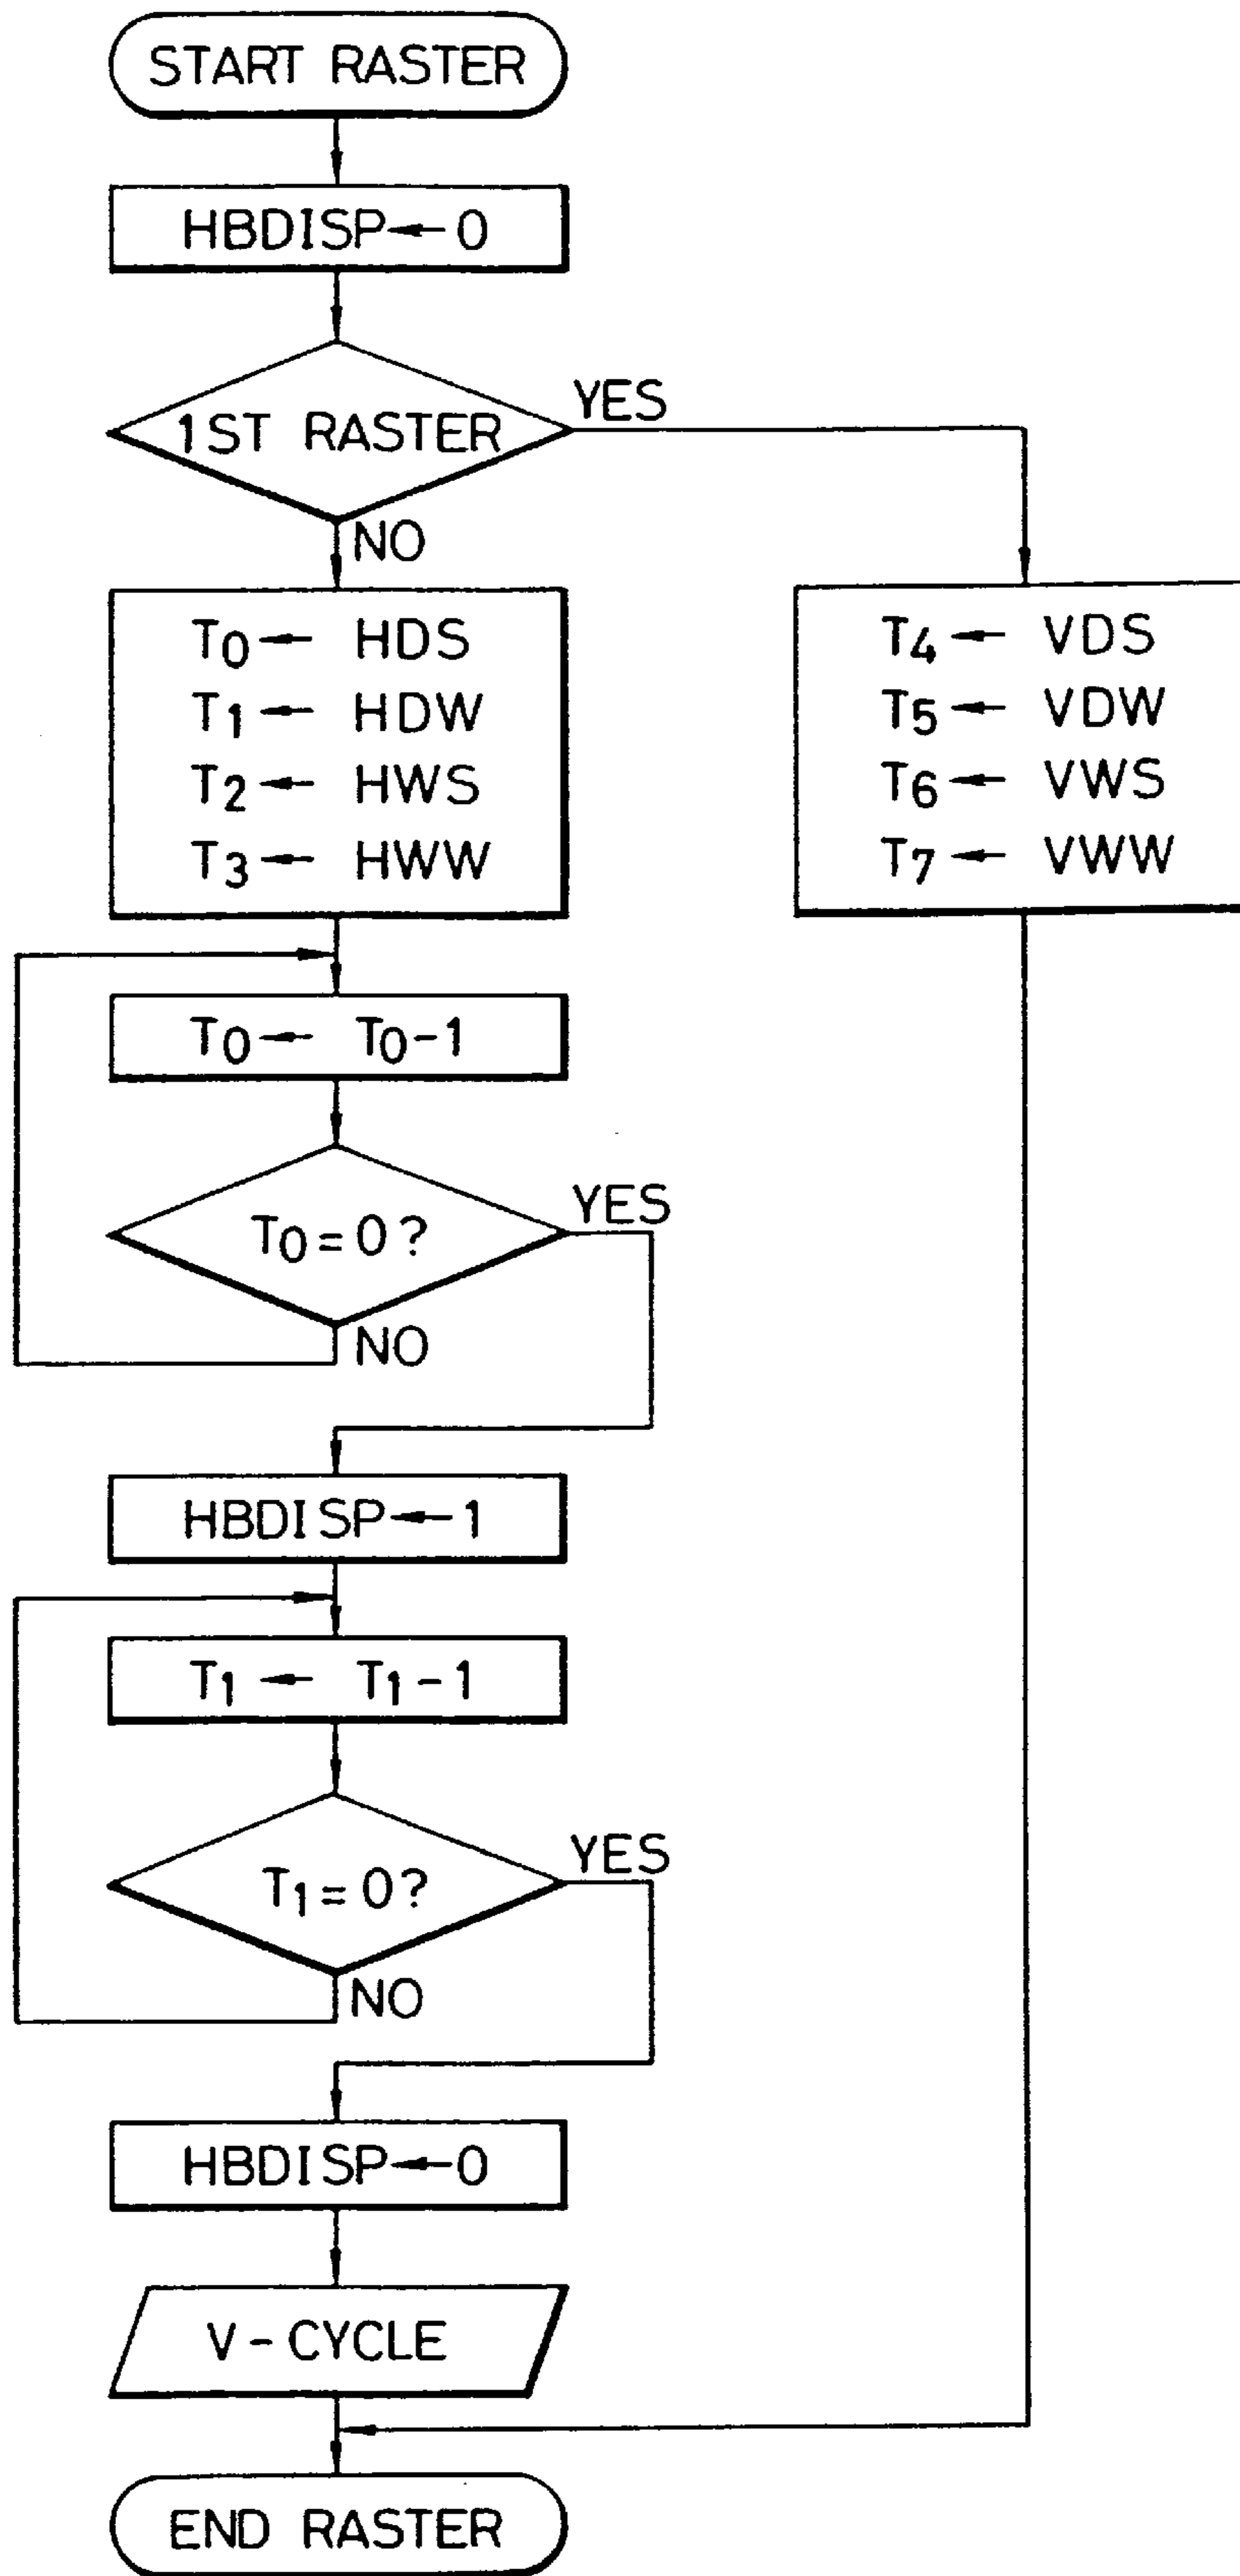 START RASTER
HBDISP←0
1ST RASTER
YES
NO
T0← HDS
T1← HDW
T2← HWS
T3← HWW
T4← VDS
T5← VDW
T6← VWS
T7← VWW
T0← T0-1
T0=0?
YES
NO
HBDISP←1
T1← T1-1
T1=0?
YES
NO
HBDISP←0
V-CYCLE
END RASTER